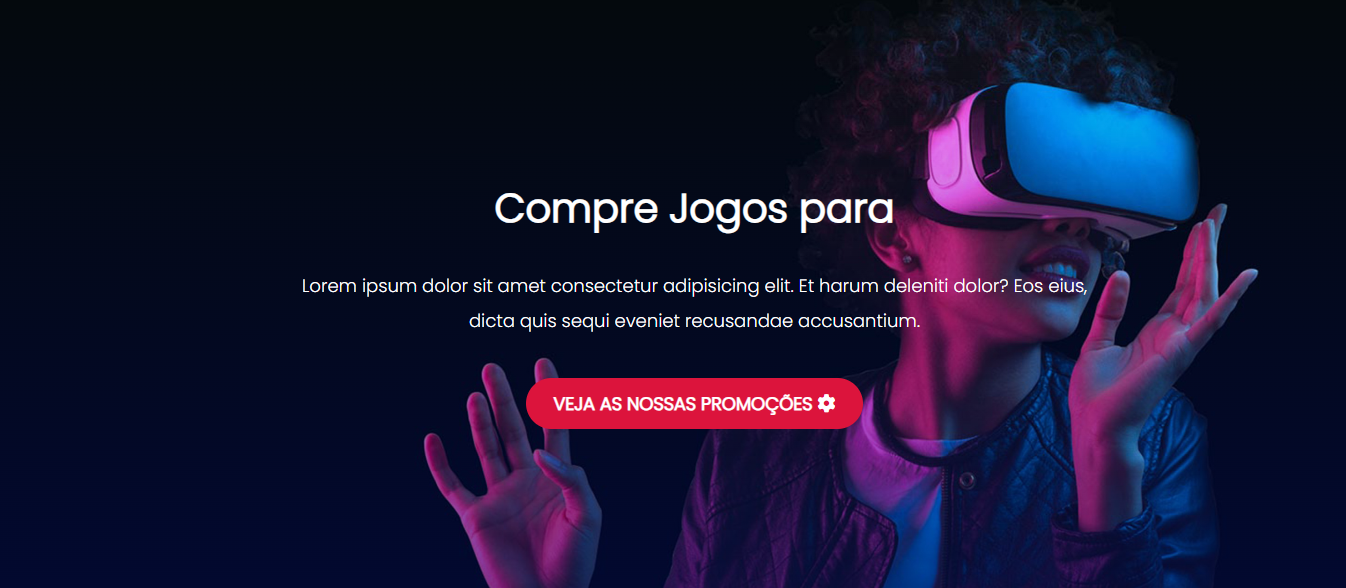 Compre Jogos para
Lorem ipsum dolor sit amet consectetur adipisicing elit. Et harum deleniti dolor? Eos eius,
dicta quis sequi eveniet recusandae accusantium.
VEJA AS NOSSAS PROMOÇÕES